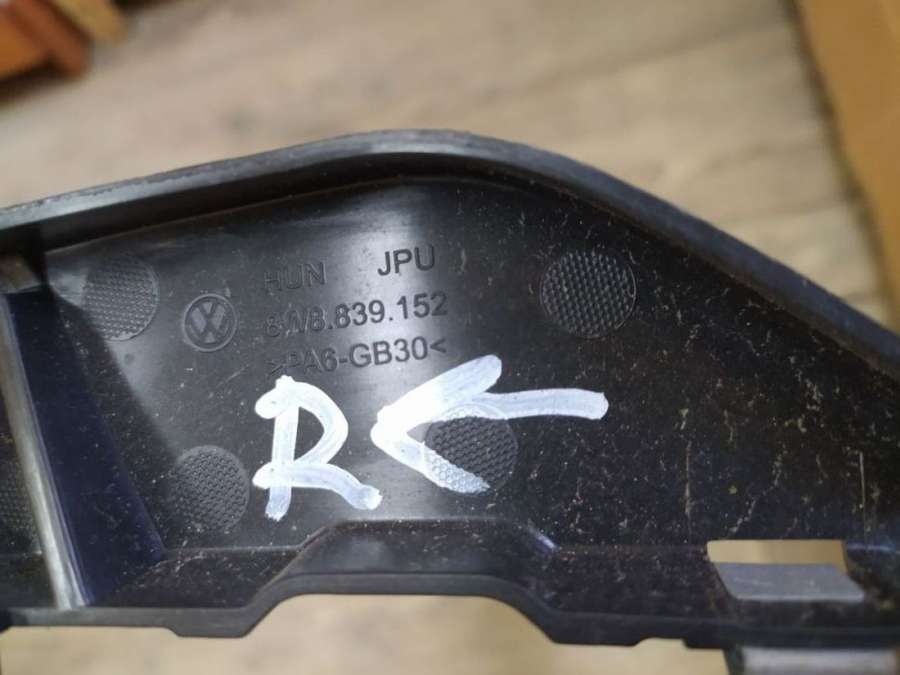 HUN JPU
8W8.839.152
>PA6-GB30<
R